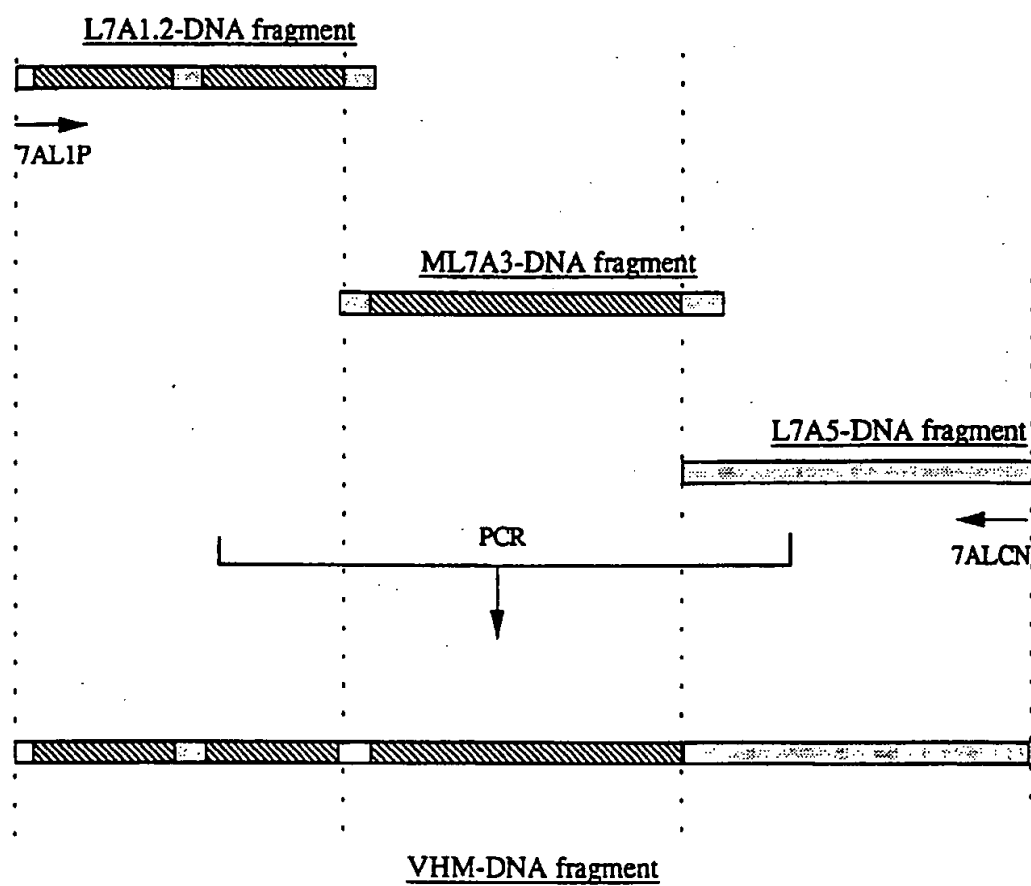 L7A1.2-DNA fragment
7AL1P
ML7A3-DNA fragment
L7A5-DNA fragment
PCR
7ALCN
VHM-DNA fragment